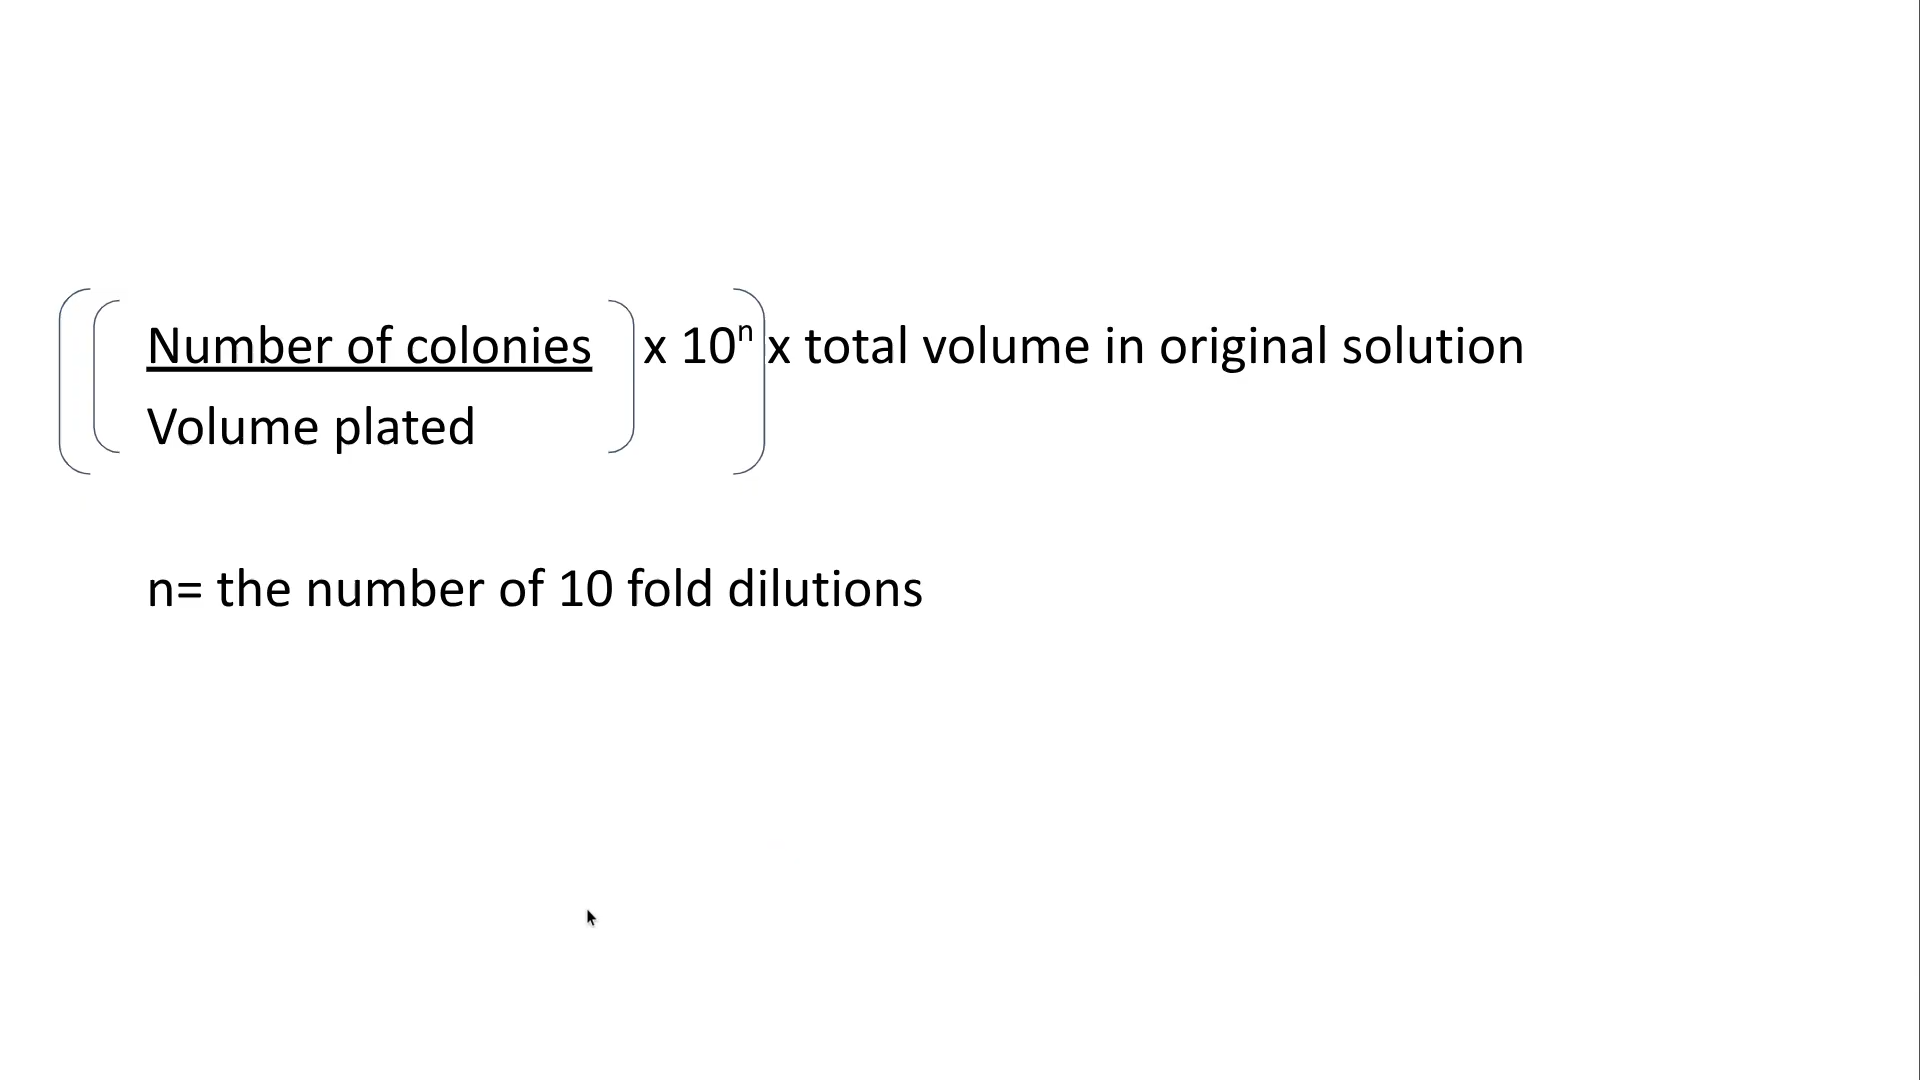 Number of colonies x 10ⁿ x total volume in original solution
Volume plated
n= the number of 10 fold dilutions